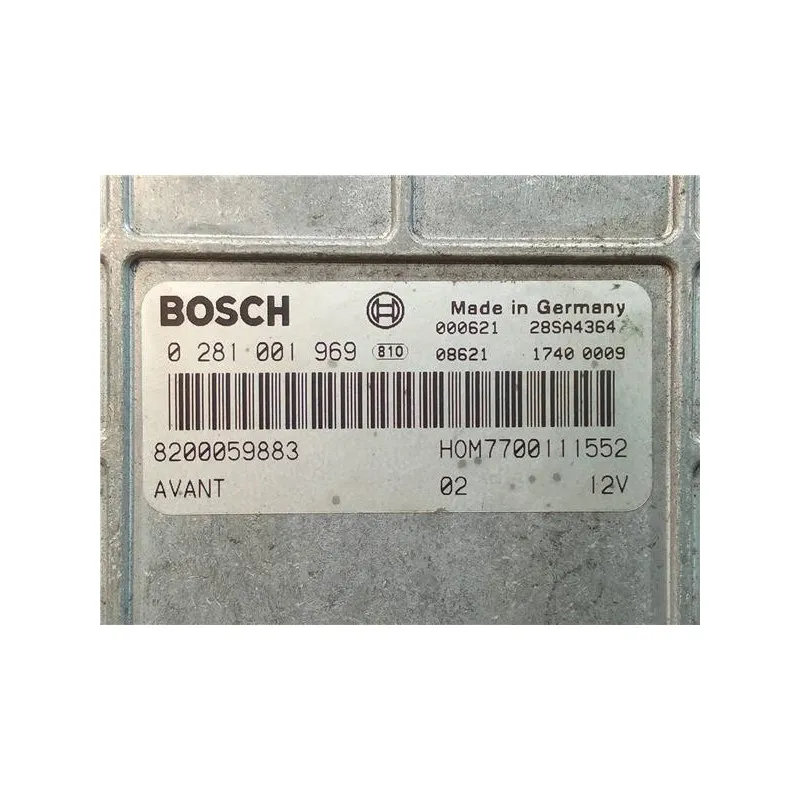 BOSCH Made in Germany
000621 28SA4364
0 281 001 969 810 08621 1740 0009
8200059883 HOM7700111552
AVANT 02 12V